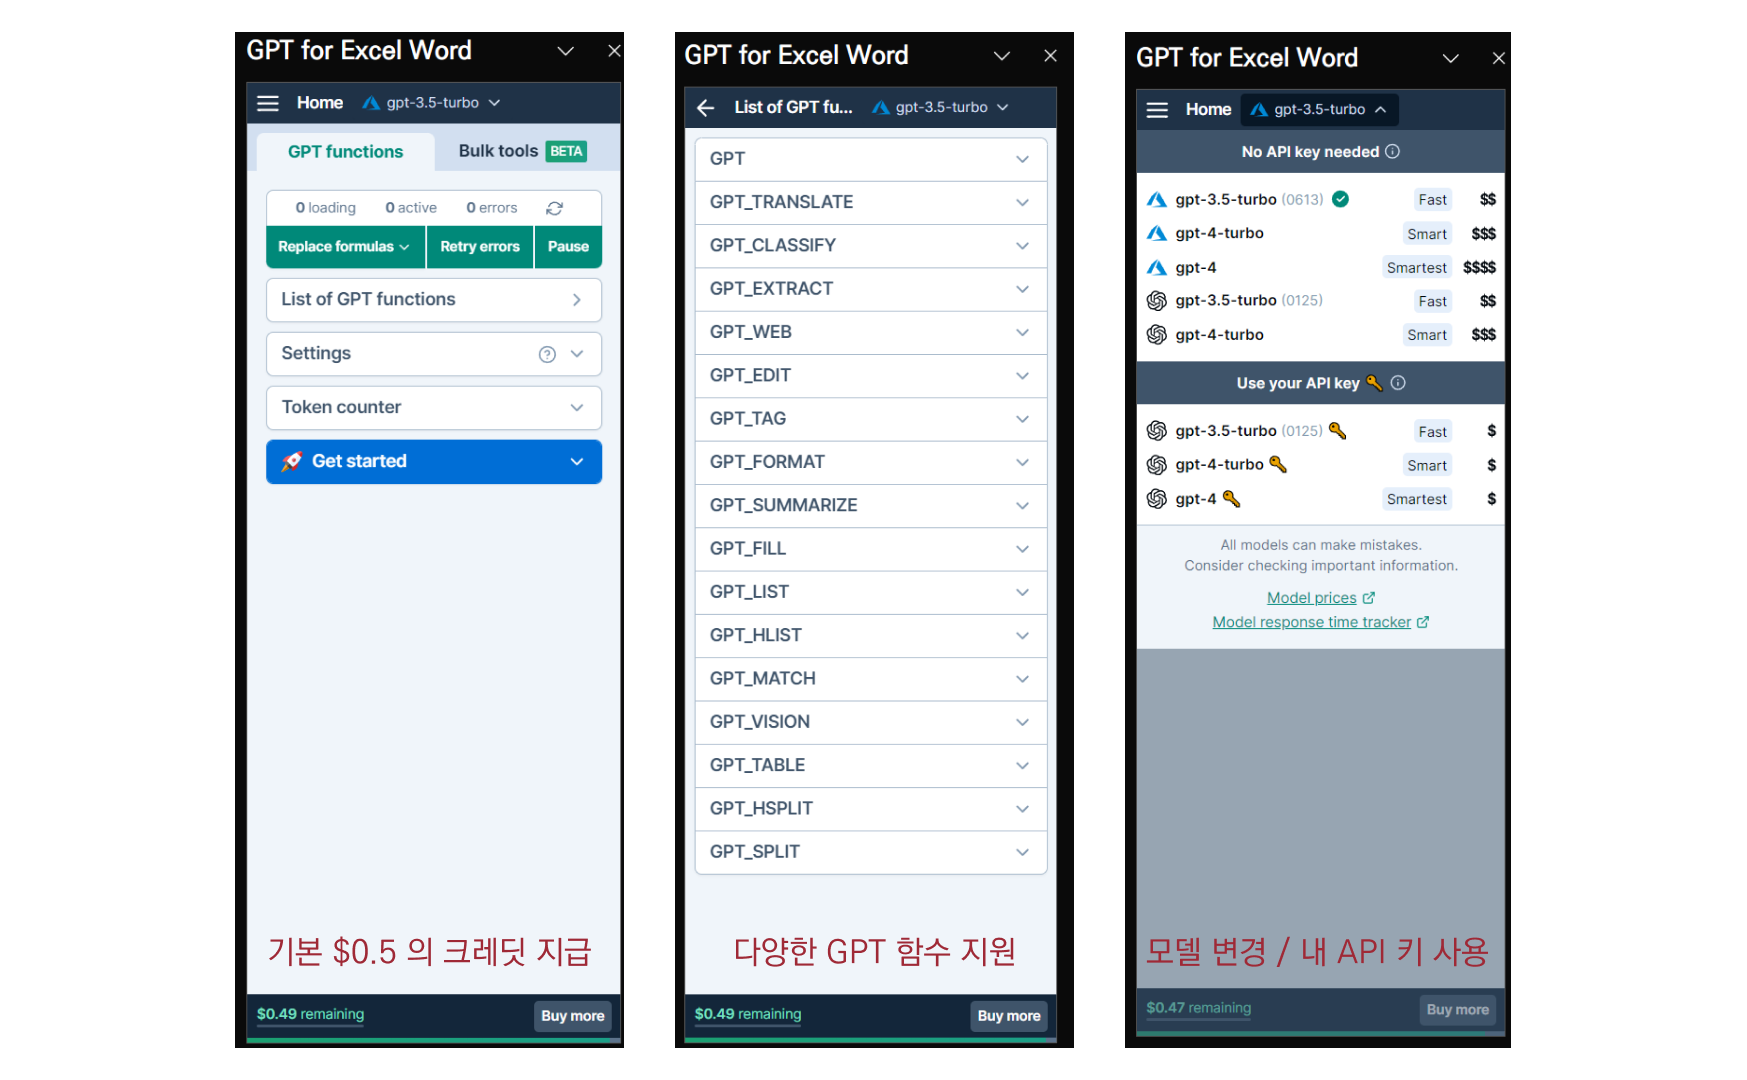 GPT for Excel Word
Home gpt-3.5-turbo
GPT functions Bulk tools BETA
0 loading 0 active 0 errors
Replace formulas Retry errors Pause
List of GPT functions
Settings
Token counter
Get started
기본 $0.5 의 크레딧 지급
$0.49 remaining Buy more
GPT for Excel Word
List of GPT fu... gpt-3.5-turbo
GPT
GPT_TRANSLATE
GPT_CLASSIFY
GPT_EXTRACT
GPT_WEB
GPT_EDIT
GPT_TAG
GPT_FORMAT
GPT_SUMMARIZE
GPT_FILL
GPT_LIST
GPT_HLIST
GPT_MATCH
GPT_VISION
GPT_TABLE
GPT_HSPLIT
GPT_SPLIT
다양한 GPT 함수 지원
$0.49 remaining Buy more
GPT for Excel Word
Home gpt-3.5-turbo
No API key needed
gpt-3.5-turbo (0613) Fast $$
gpt-4-turbo Smart $$$
gpt-4 Smartest $$$$
gpt-3.5-turbo (0125) Fast $$
gpt-4-turbo Smart $$$
Use your API key
gpt-3.5-turbo (0125) Fast $
gpt-4-turbo Smart $
gpt-4 Smartest $
All models can make mistakes.
Consider checking important information.
Model prices
Model response time tracker
모델 변경 / 내 API 키 사용
$0.47 remaining Buy more